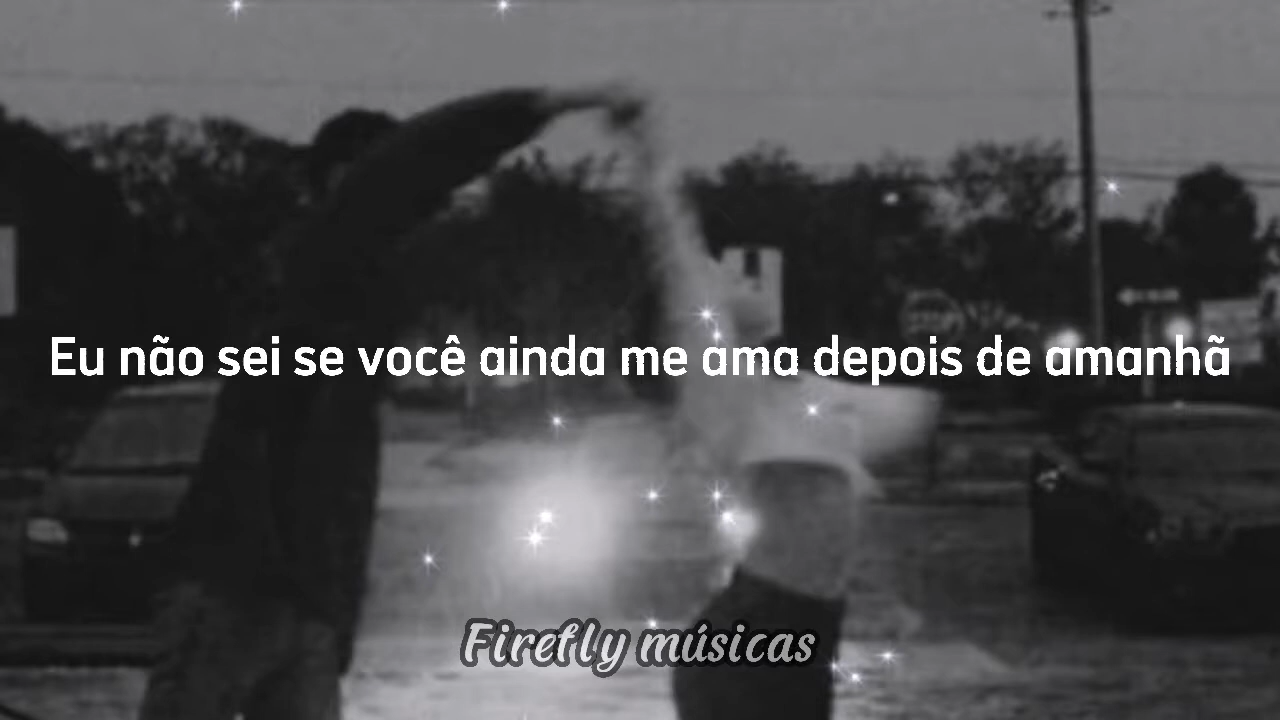 Eu não sei se você ainda me ama depois de amanhã
Firefly músicas